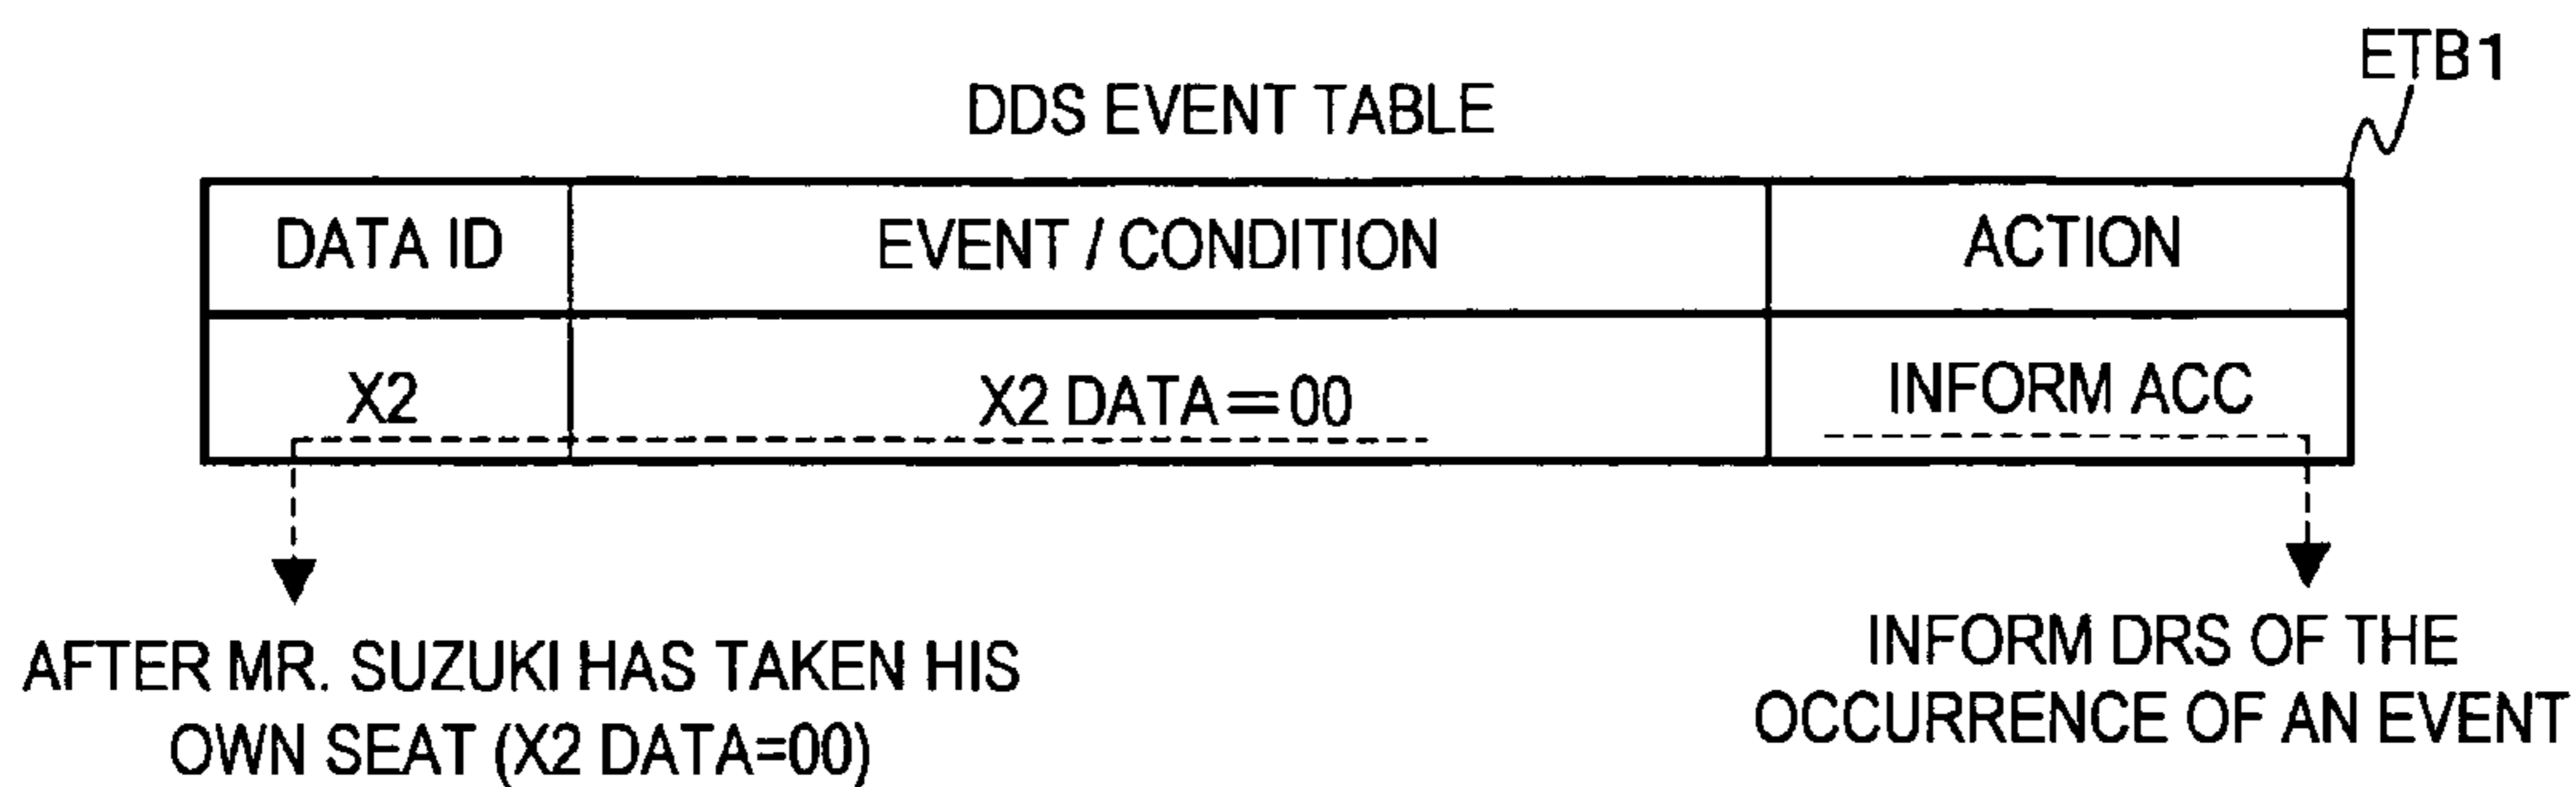 ETB1
DDS EVENT TABLE
DATA ID EVENT / CONDITION ACTION
X2 X2 DATA=00 INFORM ACC
AFTER MR. SUZUKI HAS TAKEN HIS
OWN SEAT (X2 DATA=00)
INFORM DRS OF THE
OCCURRENCE OF AN EVENT